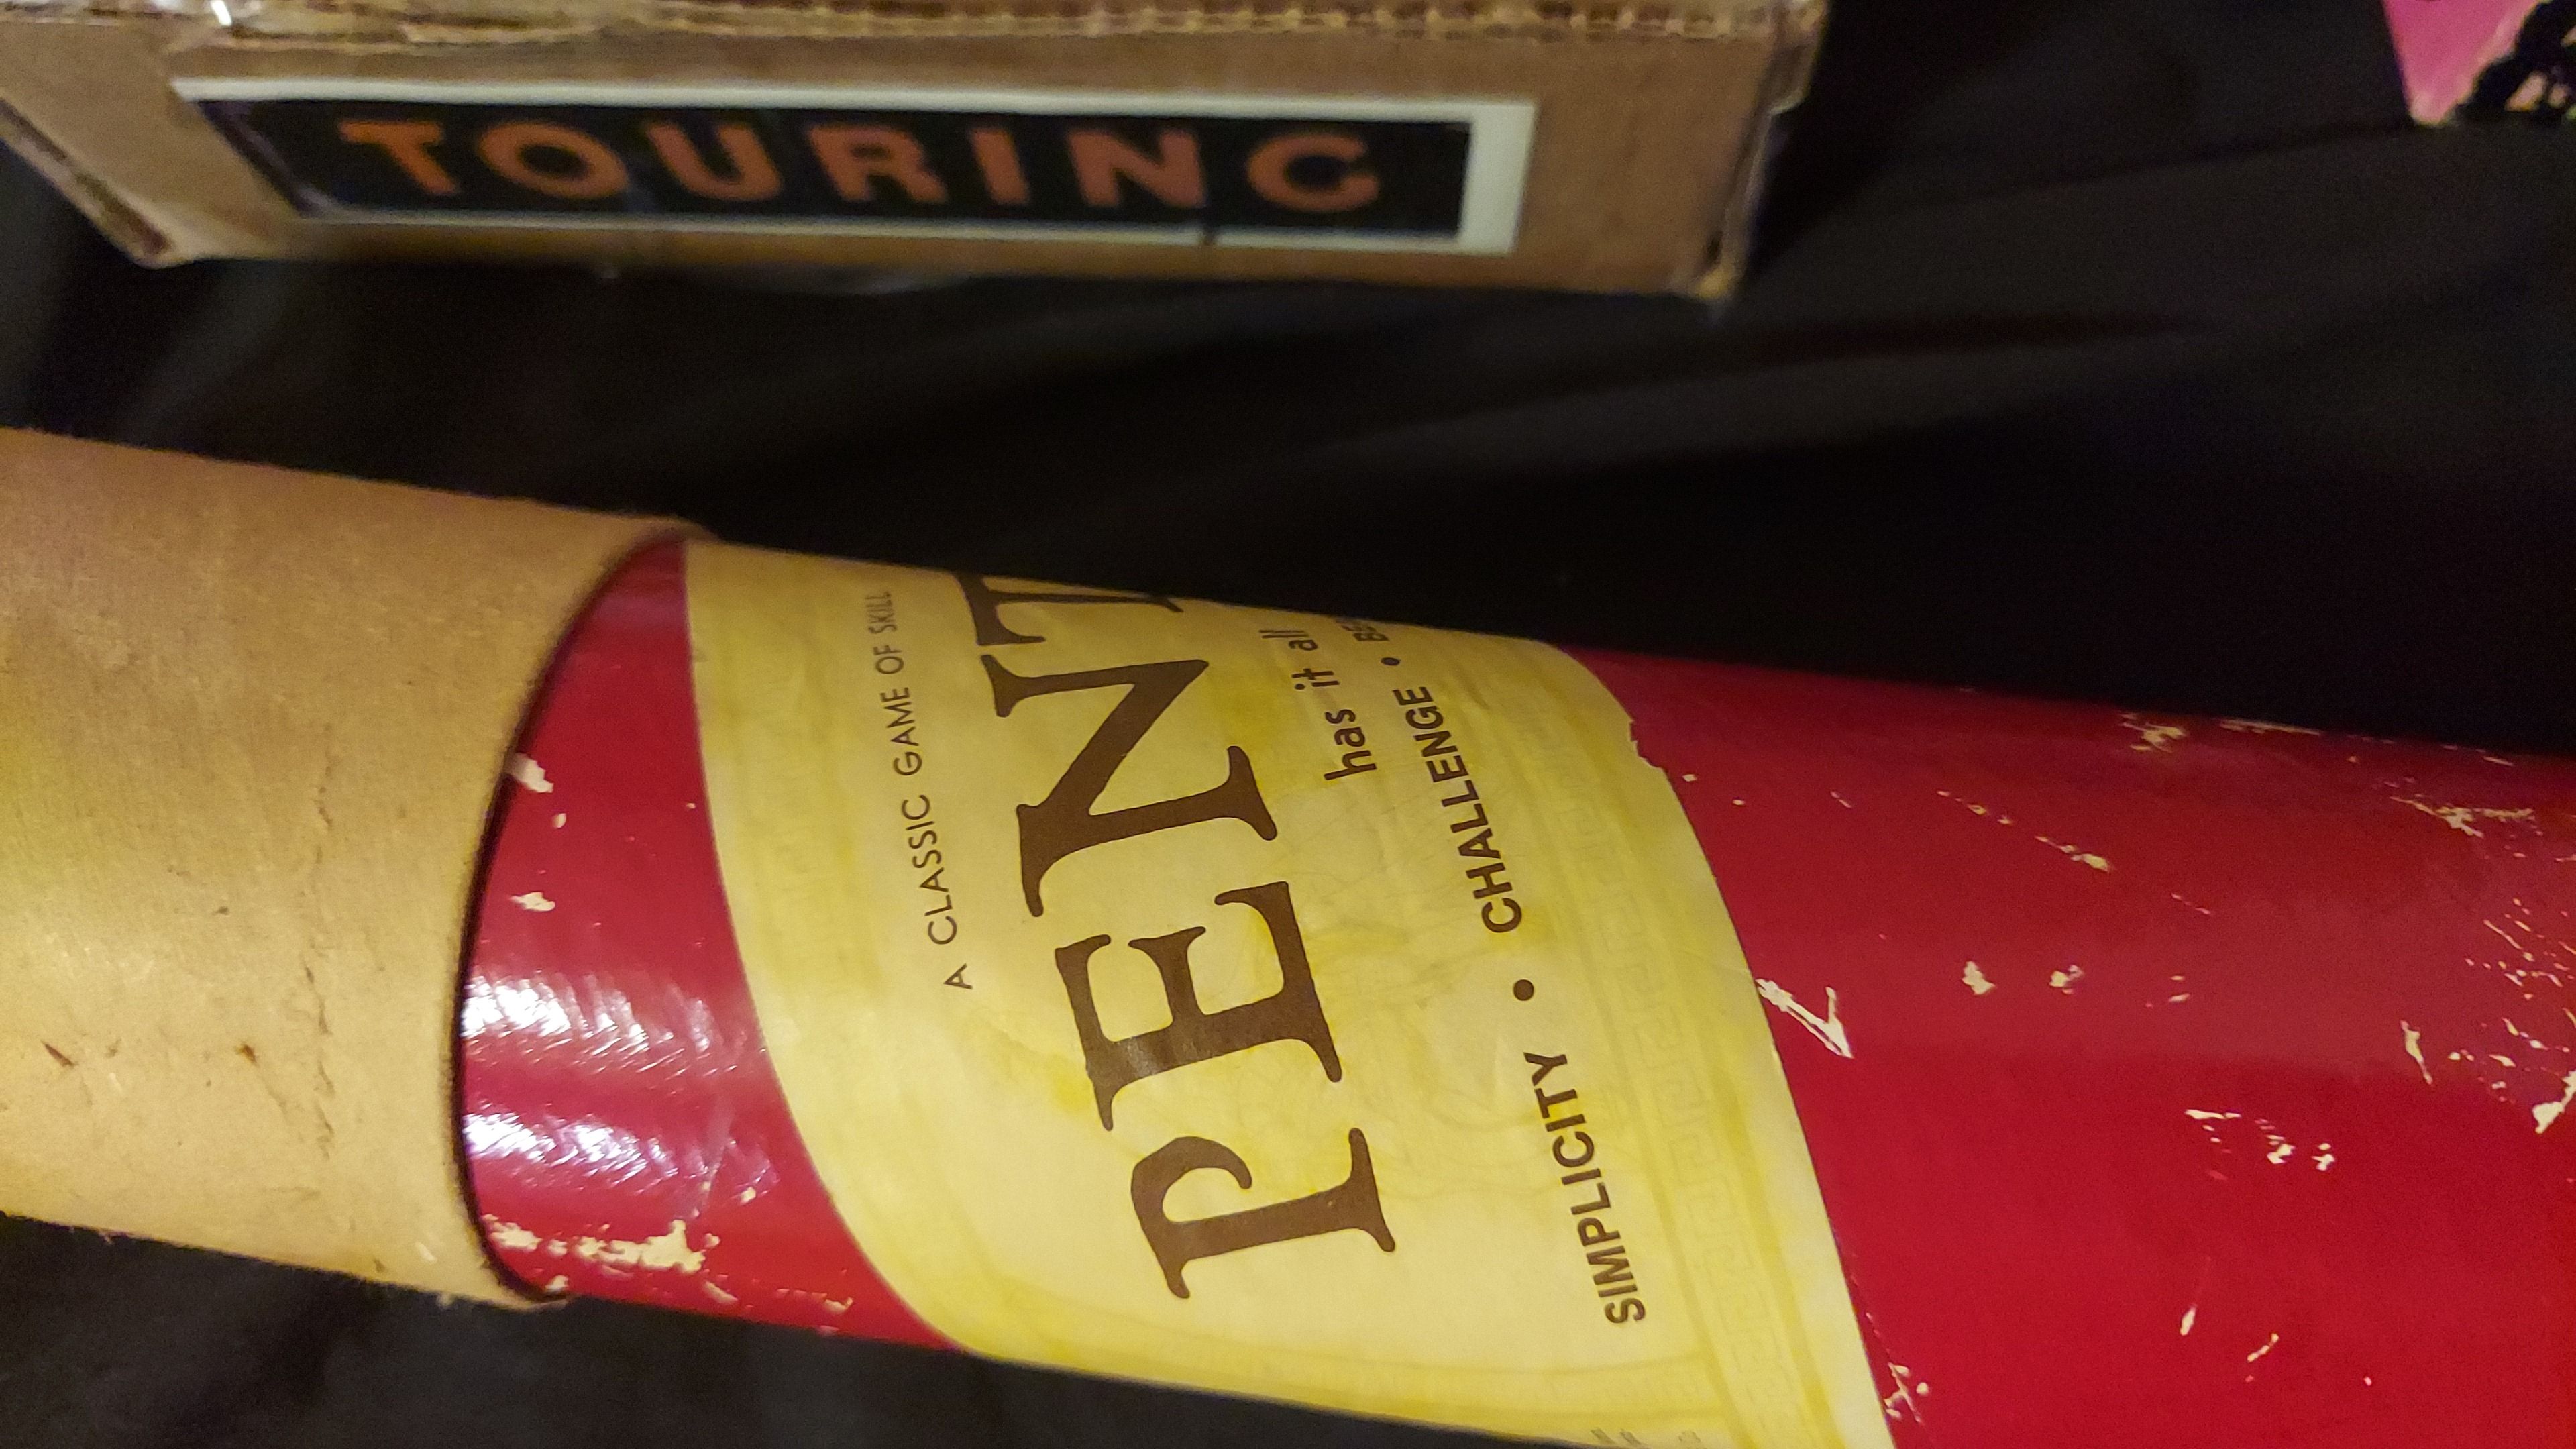 TOURING
A CLASSIC GAME OF SKILL
PENT
has it all
SIMPLICITY • CHALLENGE •